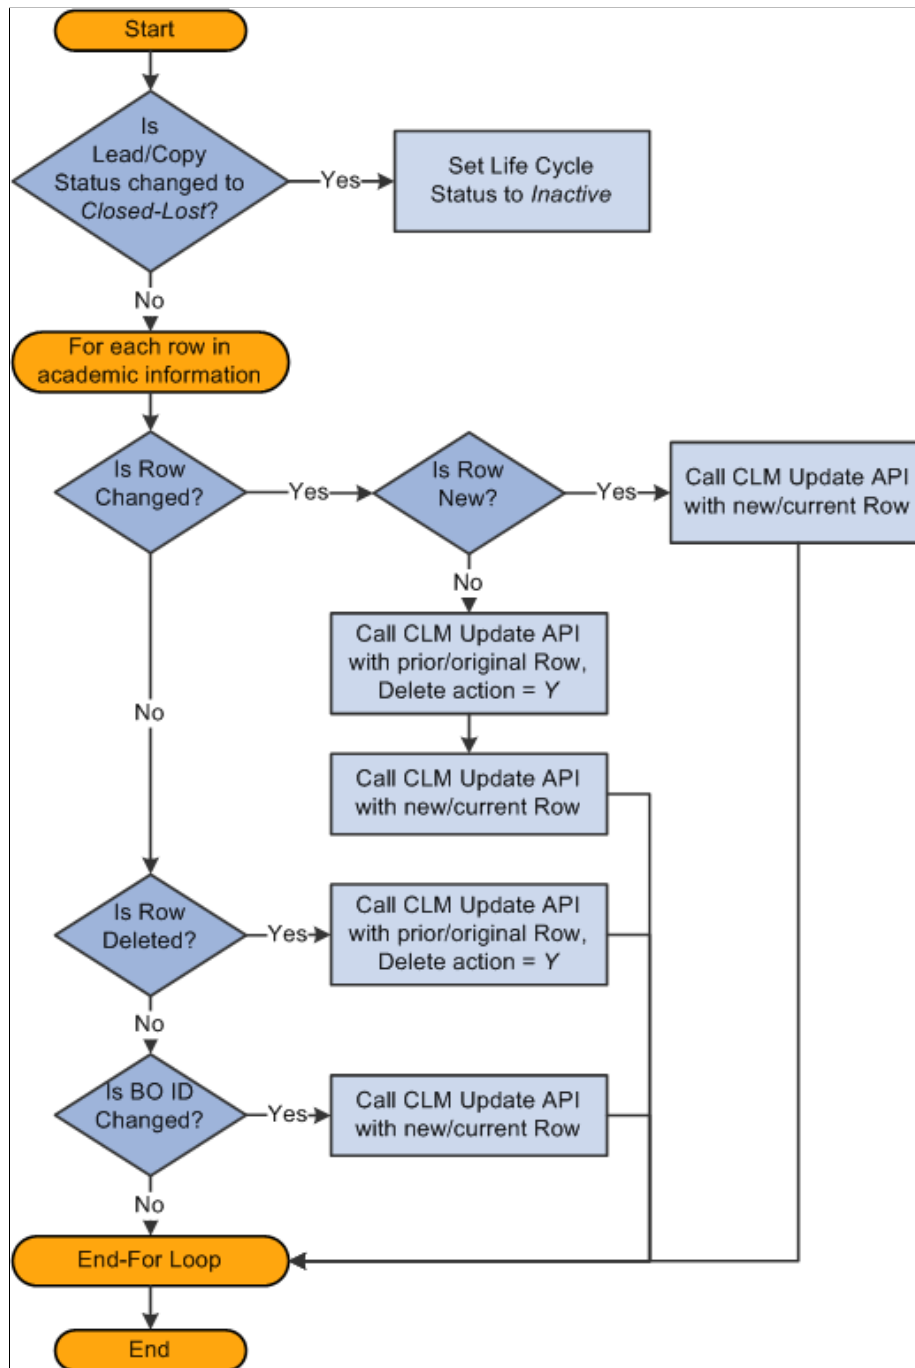 Start
Is
Lead/Copy
Status changed to
Closed-Lost?
Yes
Set Life Cycle
Status to Inactive
No
For each row in
academic information
Is Row
Changed?
Yes
Is Row
New?
Yes
Call CLM Update API
with new/current Row
No
Call CLM Update API
with prior/original Row,
Delete action = Y
No
Call CLM Update API
with new/current Row
Is Row
Deleted?
Yes
Call CLM Update API
with prior/original Row,
Delete action = Y
No
Is BO ID
Changed?
Yes
Call CLM Update API
with new/current Row
No
End-For Loop
End